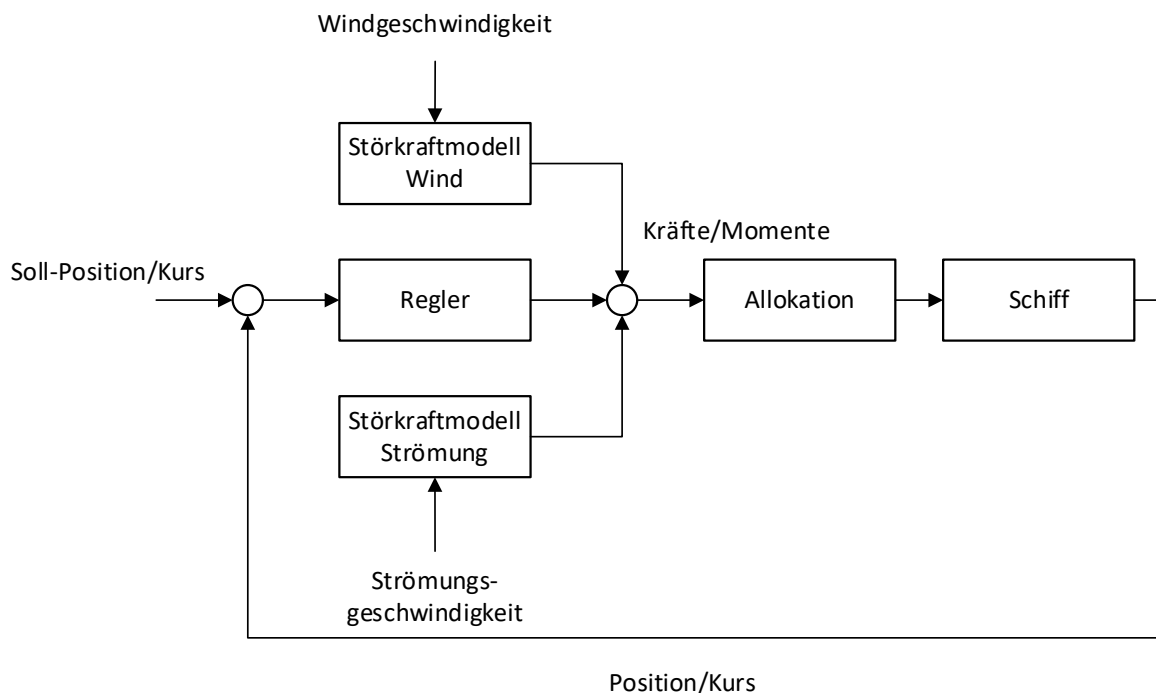 Windgeschwindigkeit
Störkraftmodell
Wind
Kräfte/Momente
Soll-Position/Kurs
Regler
Allokation
Schiff
Störkraftmodell
Strömung
Strömungs-
geschwindigkeit
Position/Kurs